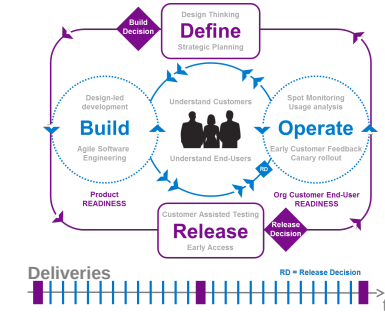 Design Thinking
Build
Decision
Define
Strategic Planning
Design-led
development
Understand Customers
Spot Monitoring
Usage analysis
Build
Operate
Agile Software
Engineering
Understand End-Users
Early Customer Feedback
Canary rollout
RD
Product
READINESS
Org Customer End-User
READINESS
Customer Assisted Testing
Release
Early Access
Release
Decision
Deliveries
RD = Release Decision
t